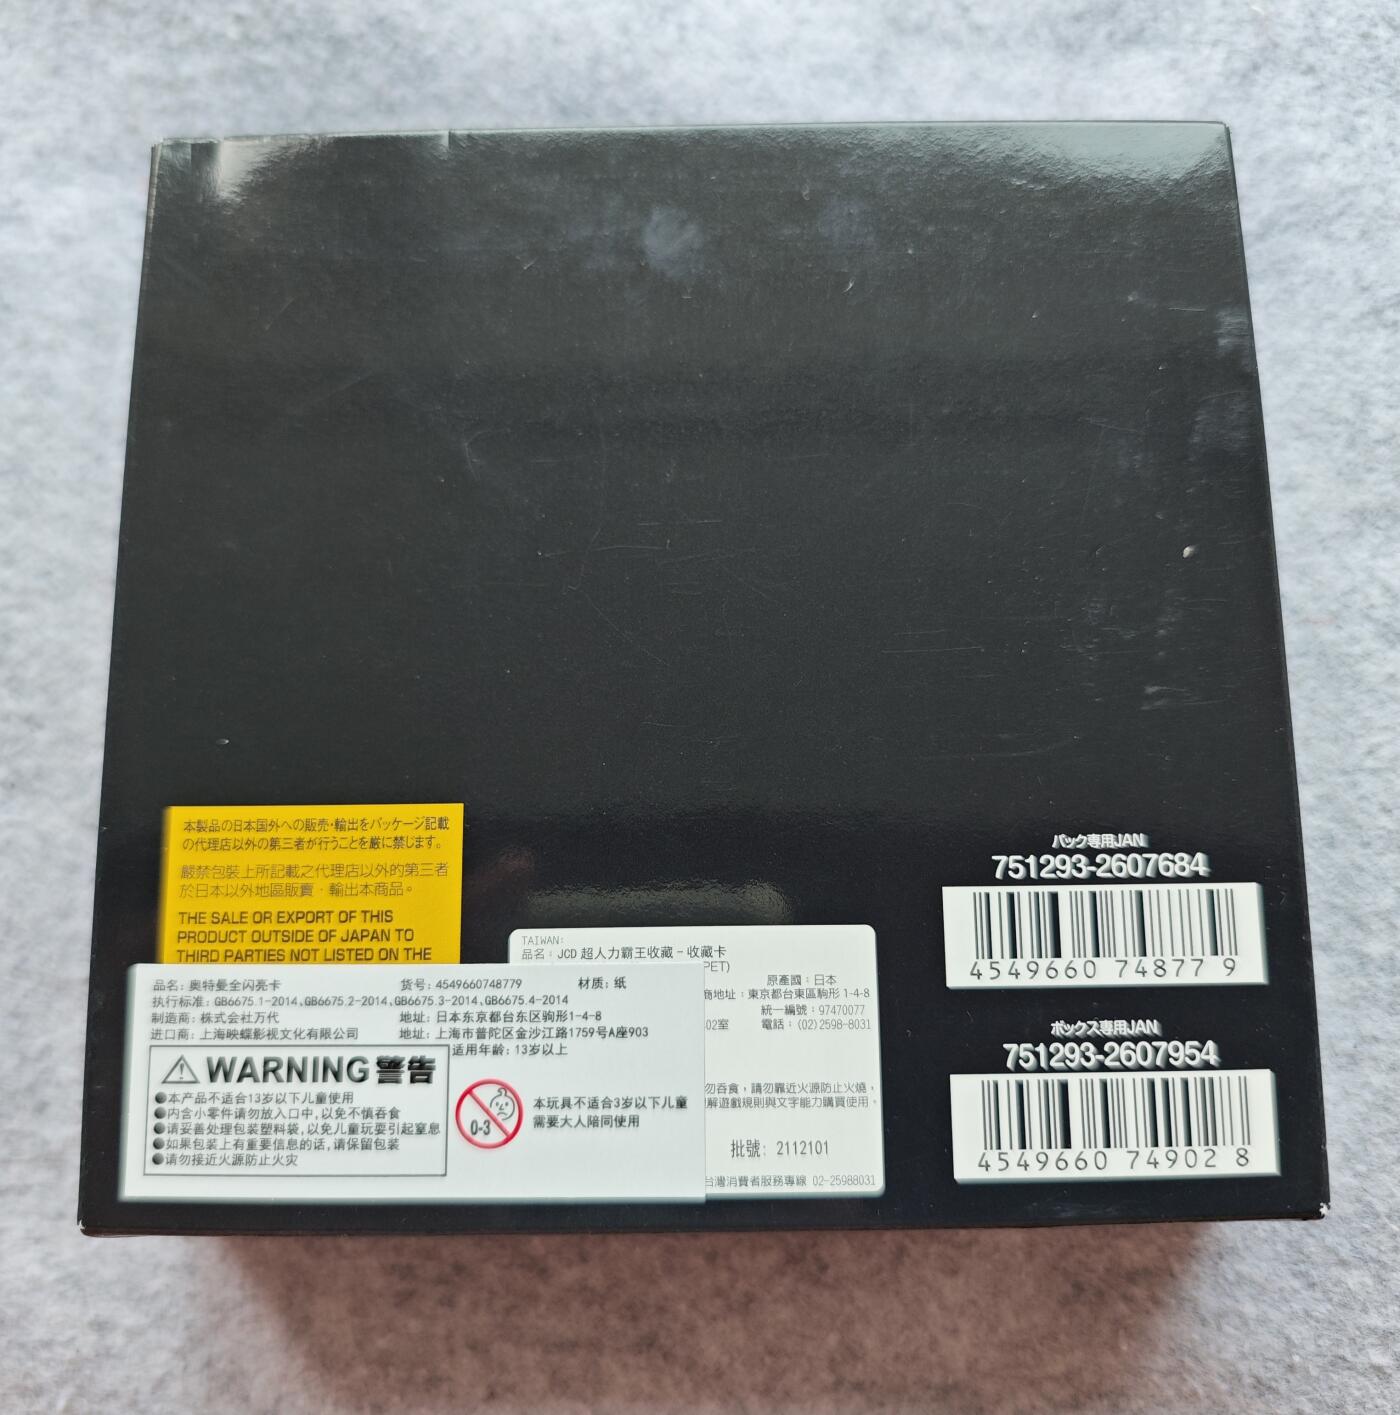 本製品の日本国外への販売・輸出をパッケージ記載
の代理店以外の第三者が行うことを厳に禁じます。
嚴禁包裝上所記載之代理店以外的第三者
於日本以外地區販賣・輸出本商品。
THE SALE OR EXPORT OF THIS
PRODUCT OUTSIDE OF JAPAN TO
THIRD PARTIES NOT LISTED ON THE
品名: 奥特曼全闪亮卡 货号: 4549660748779 材质: 纸
执行标准: GB6675.1-2014、GB6675.2-2014、GB6675.3-2014、GB6675.4-2014
制造商: 株式会社万代 地址: 日本东京都台东区驹形1-4-8
进口商: 上海映蝶影视文化有限公司 地址: 上海市普陀区金沙江路1759号A座903
适用年龄: 13岁以上
WARNING 警告
●本产品不适合13岁以下儿童使用
●内含小零件请勿放入口中,以免不慎吞食
●请妥善处理包装塑料袋,以免儿童玩耍引起窒息
●如果包装上有重要信息的话,请保留包装
●请勿接近火源防止火灾
0-3
本玩具不适合3岁以下儿童
需要大人陪同使用
TAIWAN:
品名: JCD 超人力霸王收藏-收藏卡
PET)
原產國:日本
商地址:東京都台東區駒形 1-4-8
統一編號:97470077
02室 電話:(02)2598-8031
勿吞食,請勿靠近火源防止火燒,
解遊戲規則與文字能力購買使用。
批號: 2112101
台灣消費者服務專線 02-25988031
パック専用JAN
751293-2607684
4549660 74877 9
ボックス専用JAN
751293-2607954
4549660 74902 8